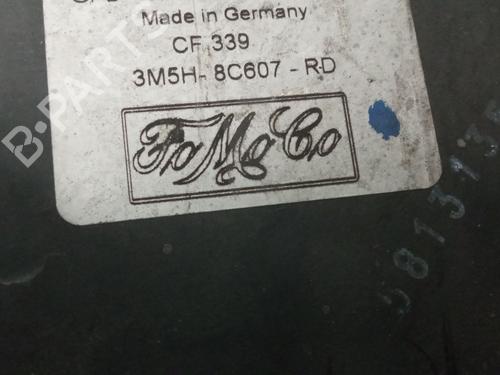 Made in Germany
CF 339
3M5H- 8C607 - RD
FoMoCo
B-PARTS